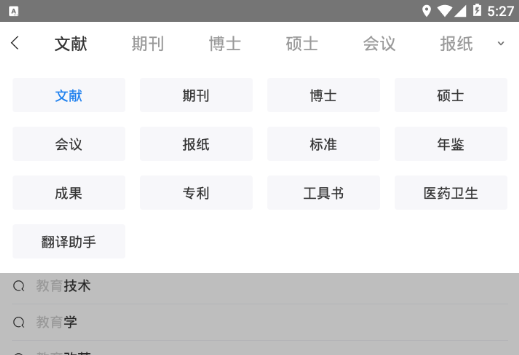 A 5:27
文献 期刊 博士 硕士 会议 报纸
文献 期刊 博士 硕士
会议 报纸 标准 年鉴
成果 专利 工具书 医药卫生
翻译助手
教育技术
教育学
教育